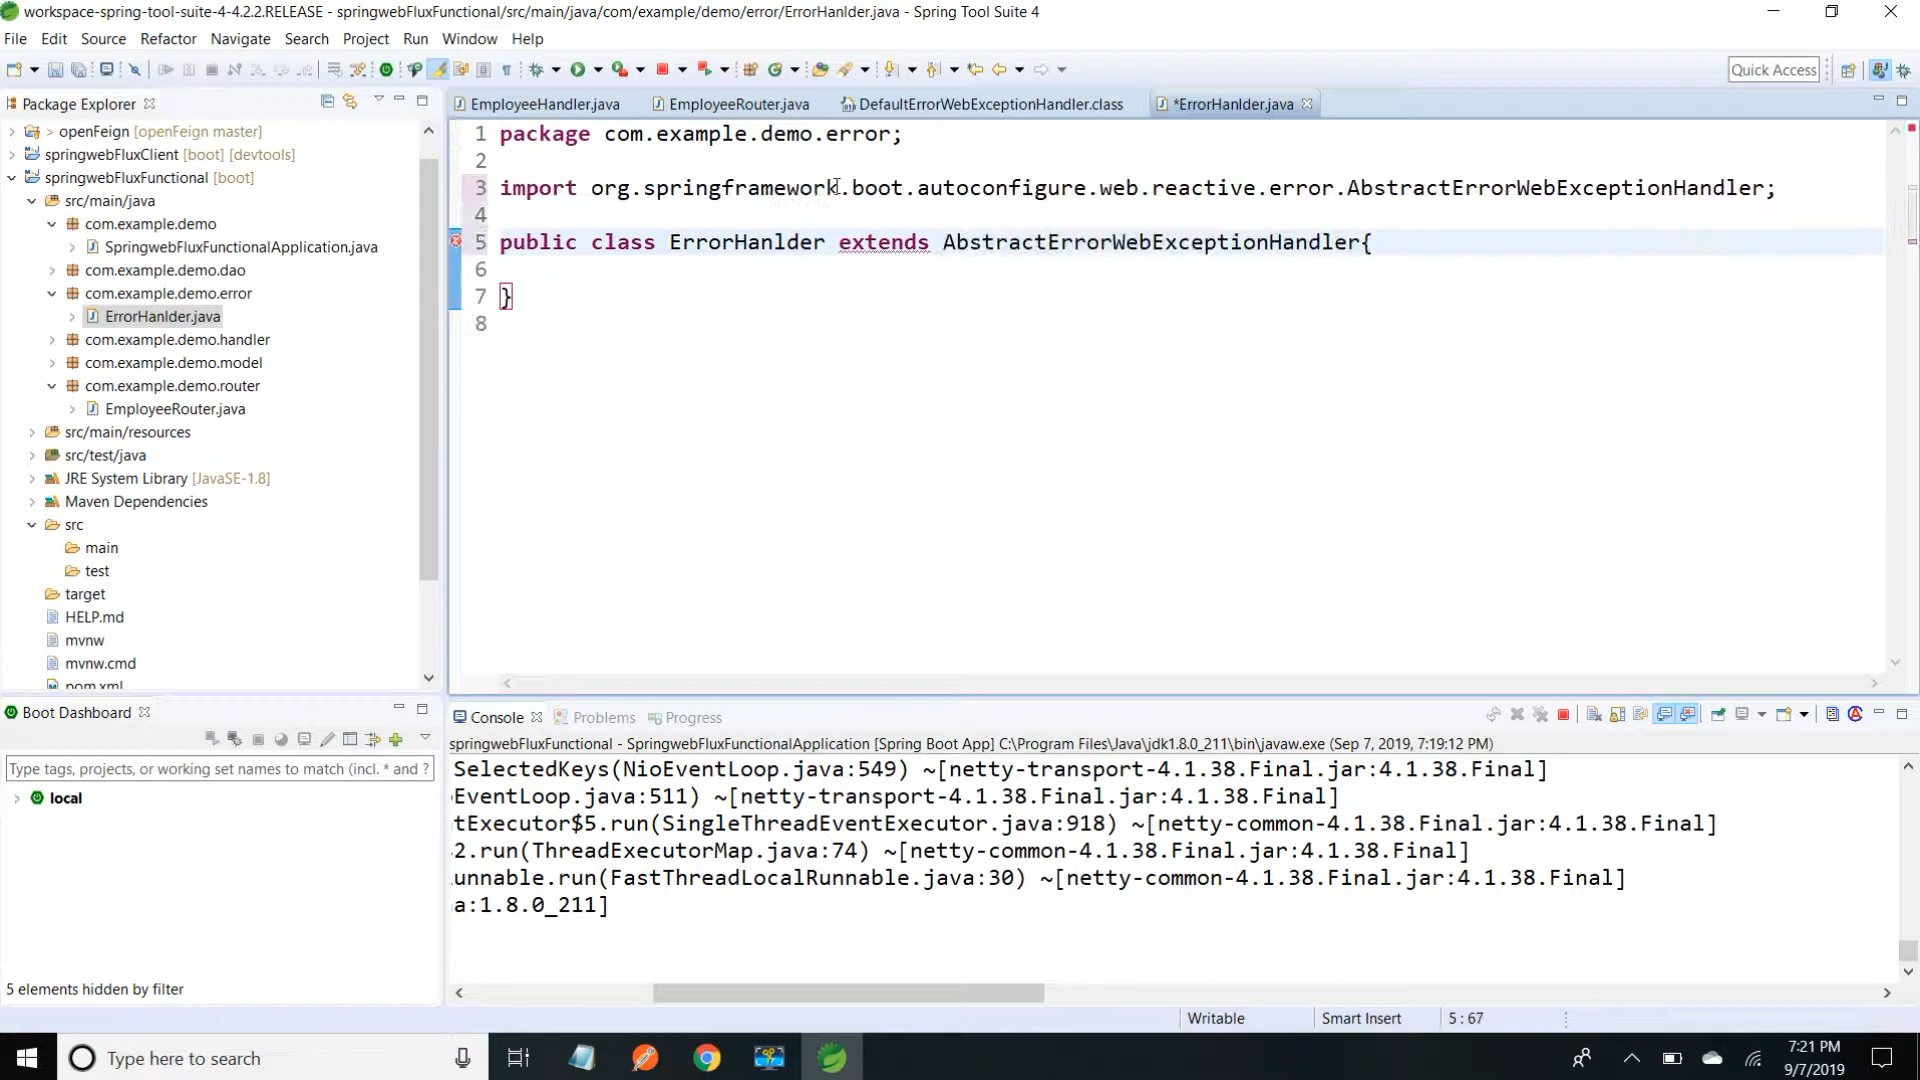 workspace-spring-tool-suite-4-4.2.2.RELEASE - springwebFluxFunctional/src/main/java/com/example/demo/error/ErrorHanlder.java - Spring Tool Suite 4
File Edit Source Refactor Navigate Search Project Run Window Help
Quick Access
Package Explorer
> openFeign [openFeign master]
springwebFluxClient [boot] [devtools]
springwebFluxFunctional [boot]
src/main/java
com.example.demo
SpringwebFluxFunctionalApplication.java
com.example.demo.dao
com.example.demo.error
ErrorHanlder.java
com.example.demo.handler
com.example.demo.model
com.example.demo.router
EmployeeRouter.java
src/main/resources
src/test/java
JRE System Library [JavaSE-1.8]
Maven Dependencies
src
main
test
target
HELP.md
mvnw
mvnw.cmd
pom.xml
EmployeeHandler.java EmployeeRouter.java DefaultErrorWebExceptionHandler.class *ErrorHanlder.java
1 package com.example.demo.error;
2
3 import org.springframework.boot.autoconfigure.web.reactive.error.AbstractErrorWebExceptionHandler;
4
5 public class ErrorHanlder extends AbstractErrorWebExceptionHandler{
6
7 }
8
Boot Dashboard
Type tags, projects, or working set names to match (incl. * and ?
local
5 elements hidden by filter
Console Problems Progress
springwebFluxFunctional - SpringwebFluxFunctionalApplication [Spring Boot App] C:\Program Files\Java\jdk1.8.0_211\bin\javaw.exe (Sep 7, 2019, 7:19:12 PM)
SelectedKeys(NioEventLoop.java:549) ~[netty-transport-4.1.38.Final.jar:4.1.38.Final]
EventLoop.java:511) ~[netty-transport-4.1.38.Final.jar:4.1.38.Final]
tExecutor$5.run(SingleThreadEventExecutor.java:918) ~[netty-common-4.1.38.Final.jar:4.1.38.Final]
2.run(ThreadExecutorMap.java:74) ~[netty-common-4.1.38.Final.jar:4.1.38.Final]
unnable.run(FastThreadLocalRunnable.java:30) ~[netty-common-4.1.38.Final.jar:4.1.38.Final]
a:1.8.0_211]
Writable Smart Insert 5 : 67
Type here to search
7:21 PM
9/7/2019